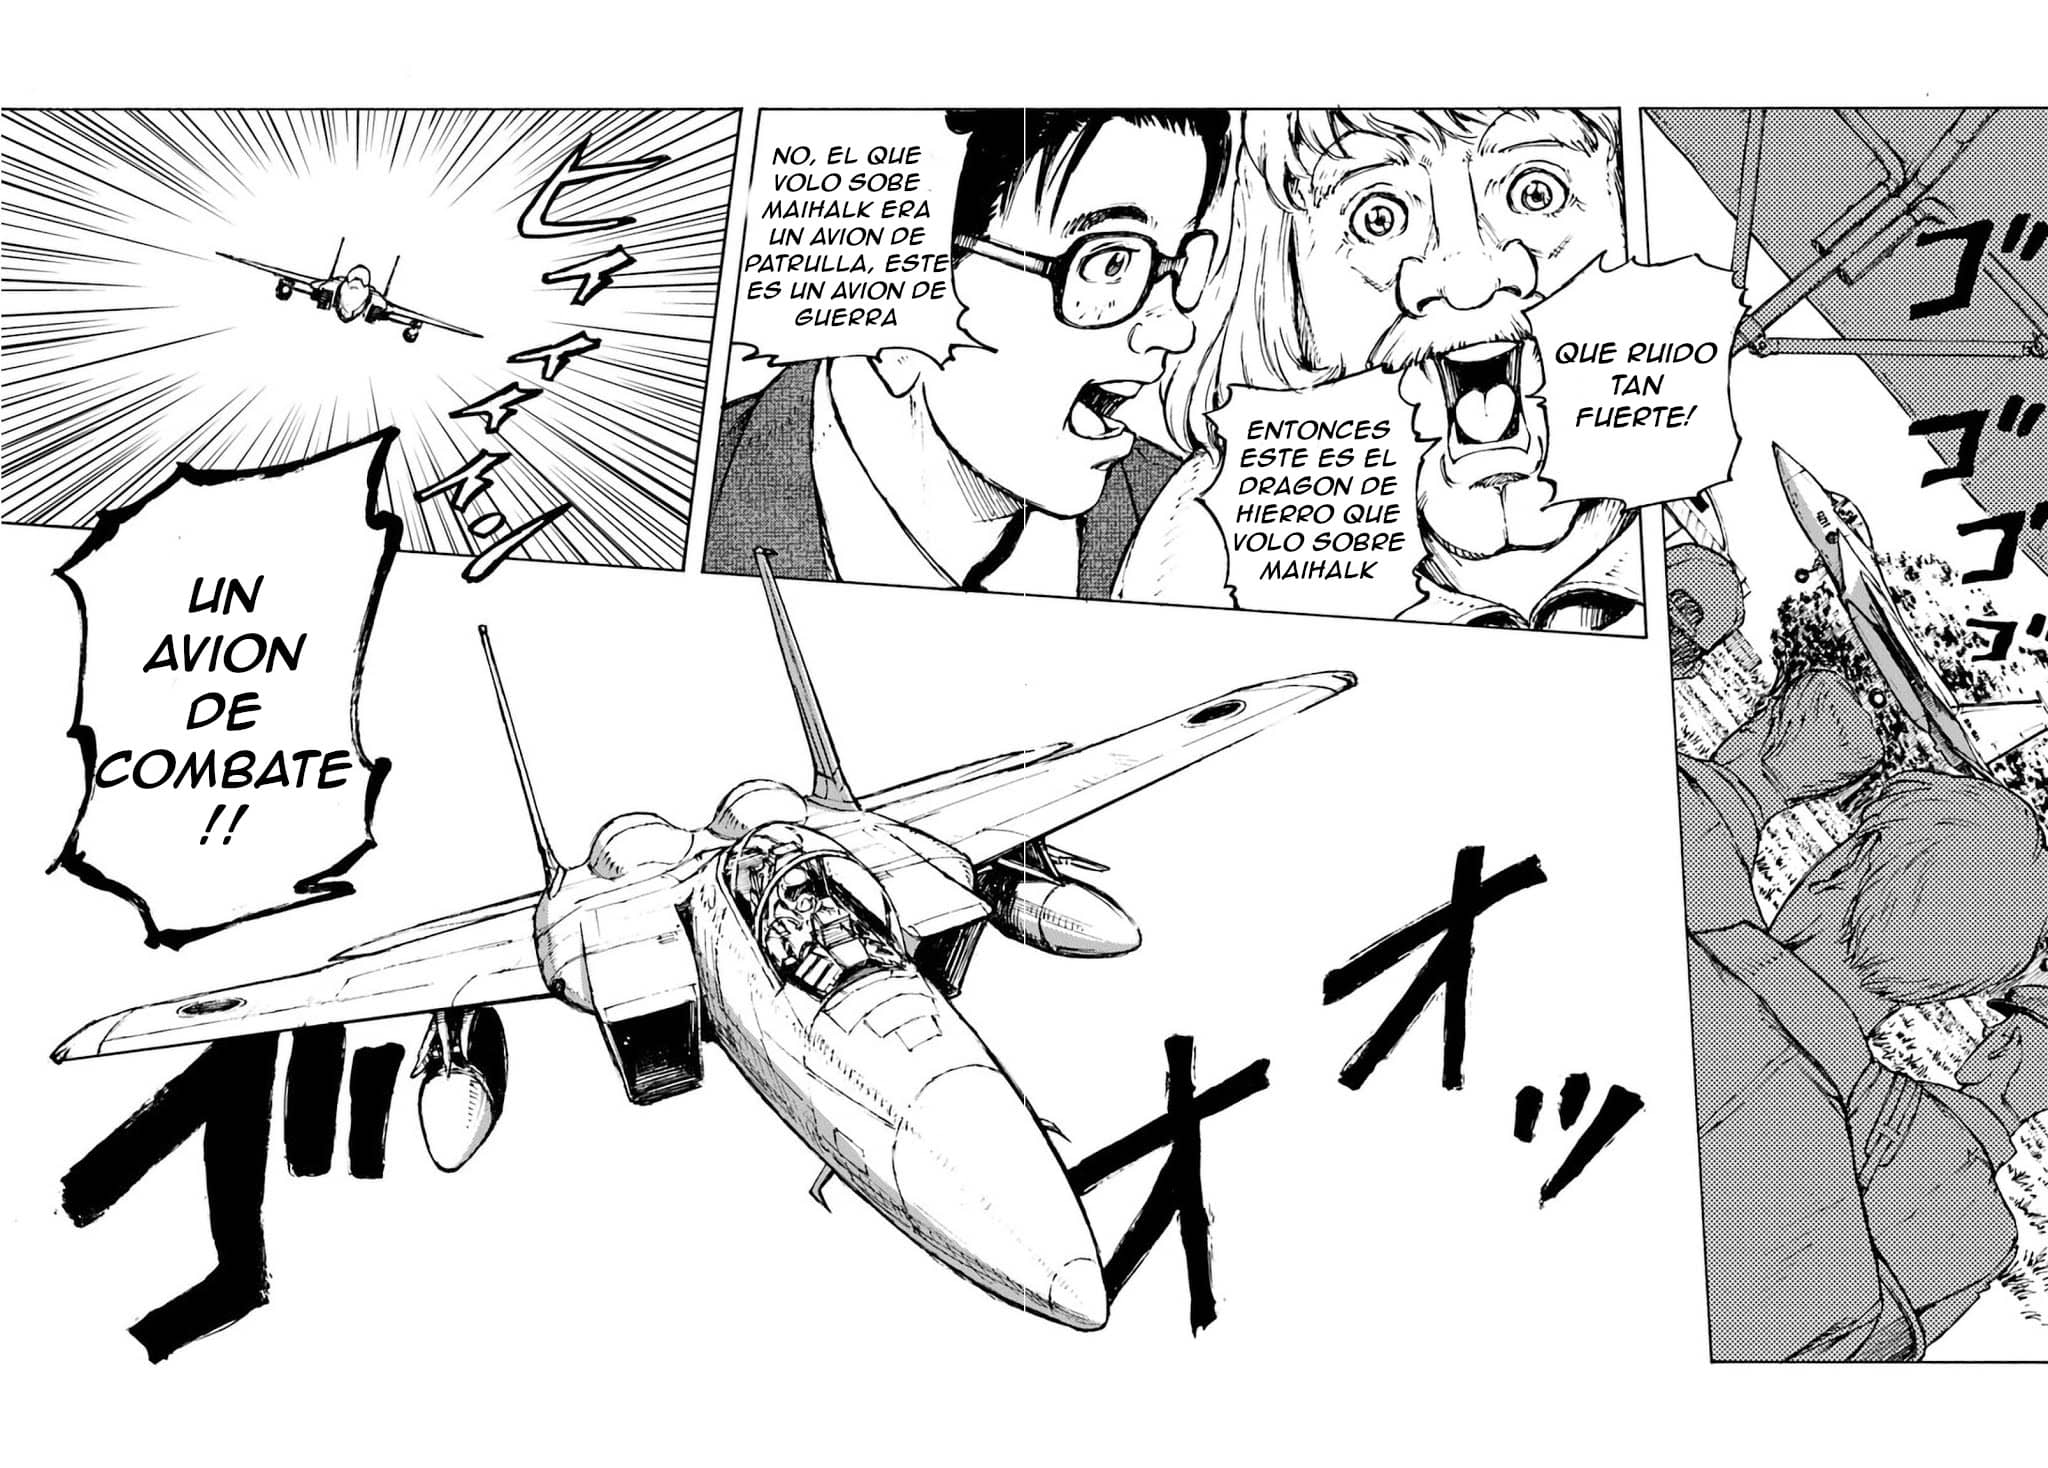 ゴゴゴゴ
QUE RUIDO
TAN
FUERTE!
ENTONCES
ESTE ES EL
DRAGON DE
HIERRO QUE
VOLO SOBRE
MAIHALK
NO, EL QUE
VOLO SOBE
MAIHALK ERA
UN AVION DE
PATRULLA, ESTE
ES UN AVION DE
GUERRA
ヒィィィィン
UN
AVION
DE
COMBATE
!!
グオオッ